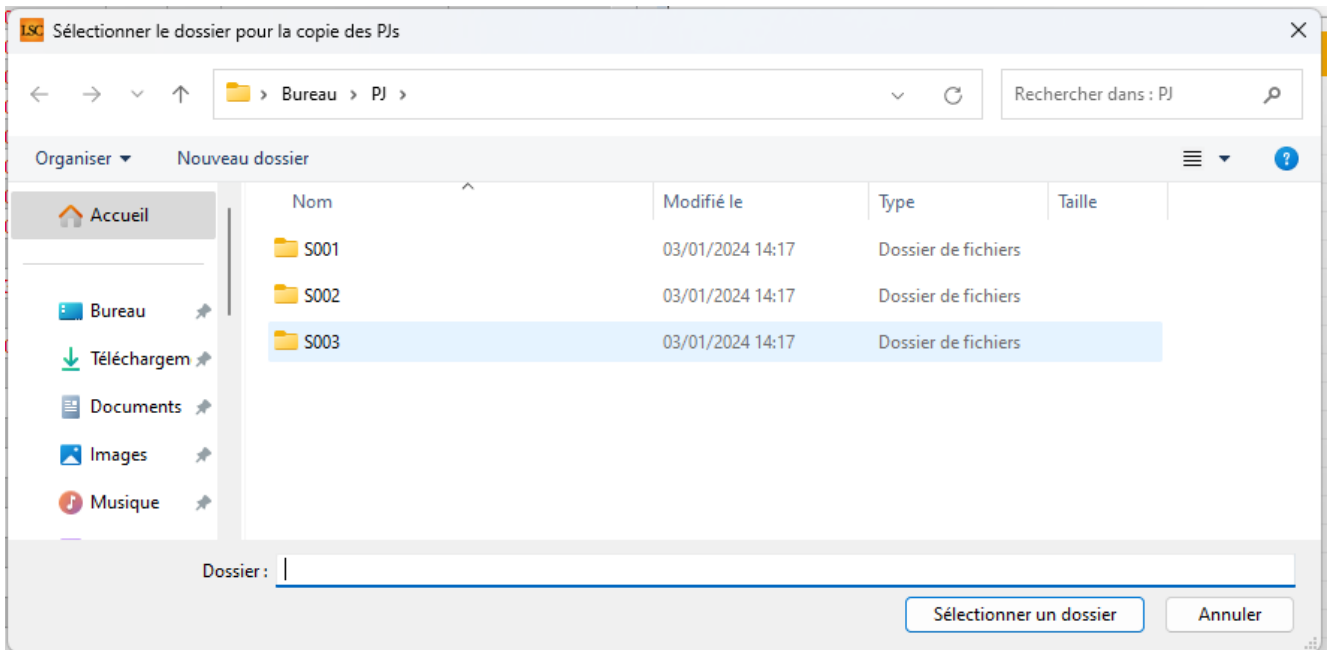 LSC Sélectionner le dossier pour la copie des PJs
Bureau > PJ >
Rechercher dans : PJ
Organiser
Nouveau dossier
Accueil
Bureau
Téléchargem
Documents
Images
Musique
Nom Modifié le Type Taille
S001 03/01/2024 14:17 Dossier de fichiers
S002 03/01/2024 14:17 Dossier de fichiers
S003 03/01/2024 14:17 Dossier de fichiers
Dossier :
Sélectionner un dossier
Annuler